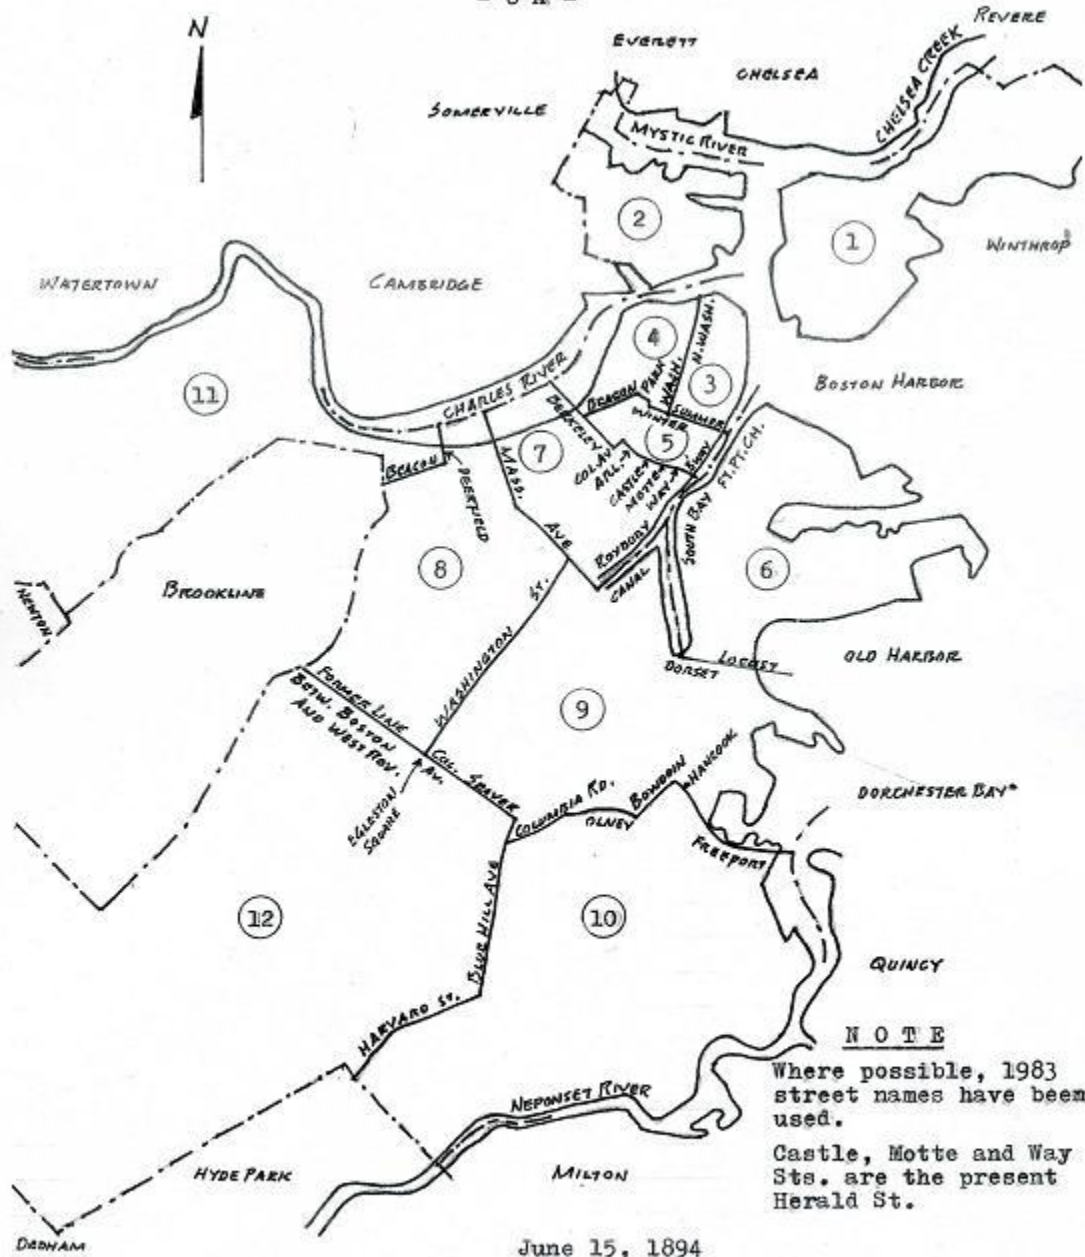 - 8 A -
N
REVERE
EVERETT
CHELSEA
CHELSEA CREEK
SOMERVILLE
MYSTIC RIVER
2
1
WINTHROP
WATERTOWN
CAMBRIDGE
4
N. WASH.
WASH.
3
BOSTON HARBOR
11
CHARLES RIVER
BEACON
PARK
SUMMER
WINTER
BERKELEY
7
5
COL. AV.
BWAY
FT. PT. CH.
MASS.
AVE
BEACON
DEERFIELD
CASTLE
MOTTE
WAY
SOUTH BAY
ROXBURY
CANAL
8
6
NEWTON
BROOKLINE
ST.
WASHINGTON
DORSET
LOCUST
OLD HARBOR
9
FORMER LINE
BETW. BOSTON
AND WEST ROX.
COL. AV.
SEAVER
EGLESTON
SQUARE
COLUMBIA RD.
OLNEY
BOWDOIN
HANCOCK
DORCHESTER BAY
FREEPORT
12
10
BLUE HILL AVE
HARVARD ST.
QUINCY
NOTE
Where possible, 1983
street names have been
used.
Castle, Motte and Way
Sts. are the present
Herald St.
NEPONSET RIVER
HYDE PARK
MILTON
DEDHAM
June 15, 1894